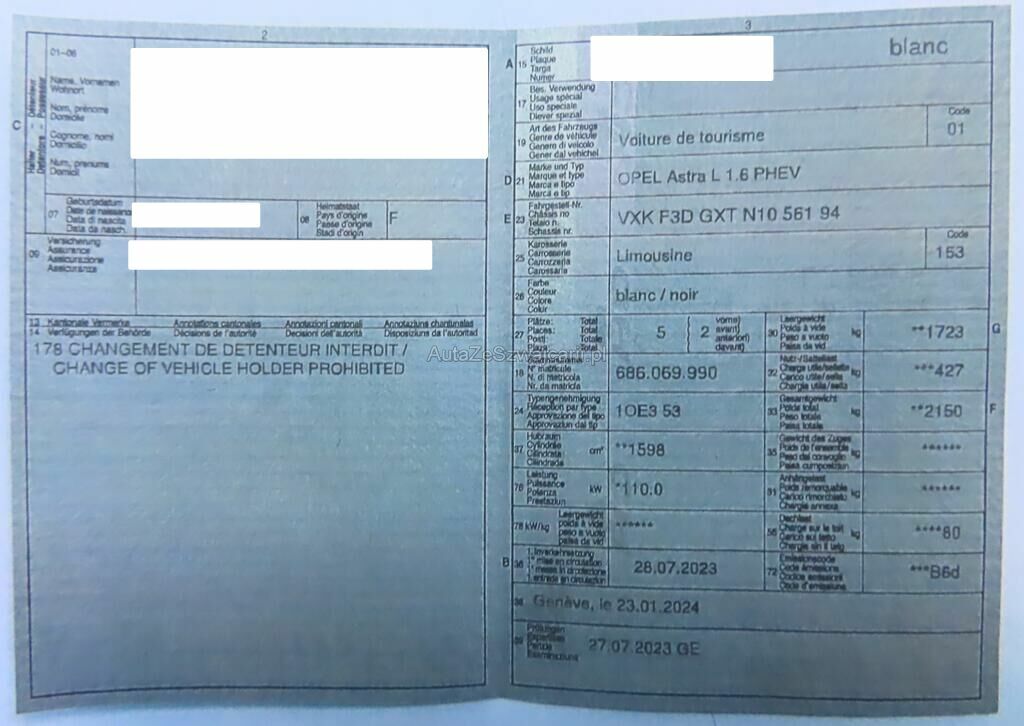 2
01-06
Name, Vornamen
Wohnort
Nom, prénome
Domicile
Cognome, nomi
Domicilio
Num, prenums
Domicil
C
Halter - Détenteur
Detentore - Possessur
07
Geburtsdatum
Date de naissance
Data di nascita
Data da nasch.
08
Heimatstaat
Pays d'origine
Paese d'origine
Stadi d'origin
F
09
Versicherung
Assurance
Assicurazione
Assicuranza
13 Kantonale Vermerke Annotations cantonales Annotazioni cantonali Annotaziuns chantunales
14 Verfügungen der Behörde Décisions de l'autorité Decisioni dell'autorità Disposiziuns da l'autoritad
178 CHANGEMENT DE DETENTEUR INTERDIT /
CHANGE OF VEHICLE HOLDER PROHIBITED
AutaZeSzwajcarii.pl
3
A 15
Schild
Plaque
Targa
Numer
blanc
17
Bes. Verwendung
Usage spécial
Uso speciale
Diever spezial
19
Art des Fahrzeugs
Genre de véhicule
Genere di veicolo
Gener dal vehichel
Voiture de tourisme
Code
01
D 21
Marke und Typ
Marque et type
Marca e tipo
Marca e tip
OPEL Astra L 1.6 PHEV
E 23
Fahrgestell-Nr.
Châssis no
Telaio n.
Schassis nr.
VXK F3D GXT N10 561 94
25
Karosserie
Carrosserie
Carrozzeria
Carossaria
Limousine
Code
153
26
Farbe
Couleur
Colore
Colur
blanc / noir
27
Plätze: Total
Places: Total
Posti: Totale
Plazs: Total
5
2
vorne)
avant)
anteriori)
davant)
30
Leergewicht
Poids à vide
Peso a vuoto
Paisa da vid
kg
**1723
G
18
Stammnummer
N° matricule
N. di matricola
Nr. da matricla
686.069.990
32
Nutz-/Sattellast
Charge utile/sellette
Carico utile/sella
Chargia utile/sella
kg
***427
24
Typengenehmigung
Réception par type
Approvazione del tipo
Approvaziun dal tip
1OE3 53
33
Gesamtgewicht
Poids total
Peso totale
Paisa totala
kg
**2150
F
37
Hubraum
Cylindrée
Cilindrata
Cilindrada
cm³
**1598
35
Gewicht des Zuges
Poids de l'ensemble
Peso del convoglio
Paisa cumposiziun
kg
******
76
Leistung
Puissance
Potenza
Prestaziun
kW
*110.0
31
Anhängelast
Poids remorquable
Carico rimorchiato
Chargia annexa
kg
******
78 kW/kg
Leergewicht
poids à vide
peso a vuoto
paisa da vid
******
55
Dachlast
Charge sur le toit
Carico sul tetto
Chargia sin il tetg
kg
****80
B 36
1. Inverkehrsetzung
1re mise en circulation
1a messa in circolazione
1. entrada en circulaziun
28.07.2023
72
Emissionscode
Code émissions
Codice emissioni
Code d'emissiuns
***B6d
38 Genève, le 23.01.2024
39
Prüfungen
Expertises
Perizie
Examinaziuns
27.07.2023 GE